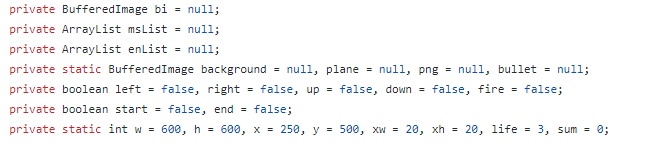 private BufferedImage bi = null;
private ArrayList msList = null;
private ArrayList enList = null;
private static BufferedImage background = null, plane = null, png = null, bullet = null;
private boolean left = false, right = false, up = false, down = false, fire = false;
private boolean start = false, end = false;
private static int w = 600, h = 600, x = 250, y = 500, xw = 20, xh = 20, life = 3, sum = 0;